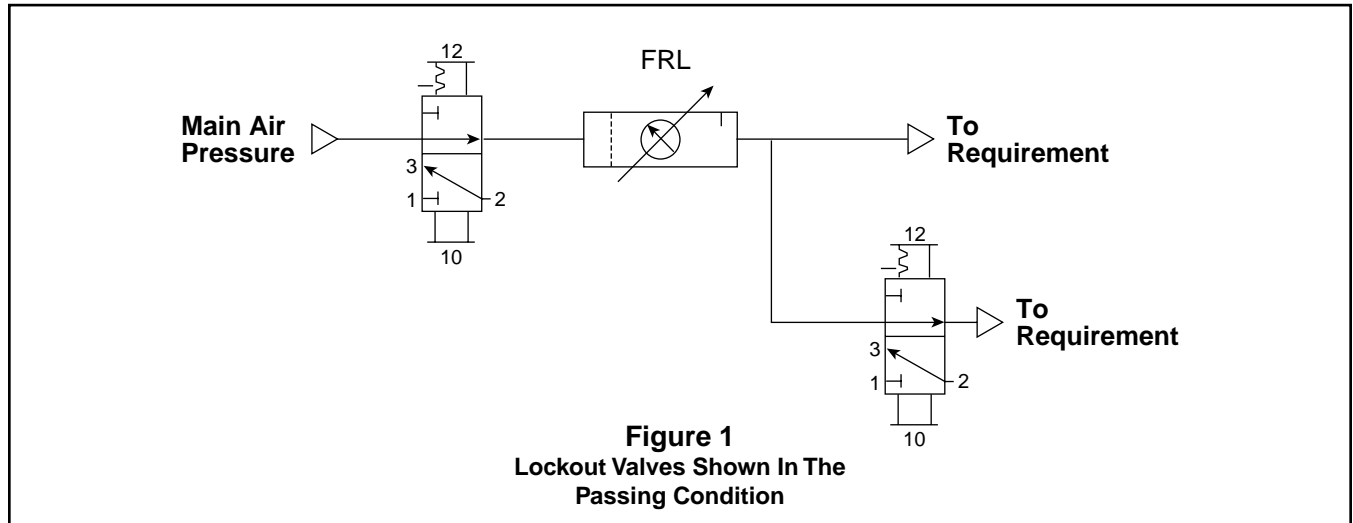 12
FRL
Main Air
Pressure
3
1
2
10
To
Requirement
12
To
Requirement
3
1
2
10
Figure 1
Lockout Valves Shown In The
Passing Condition